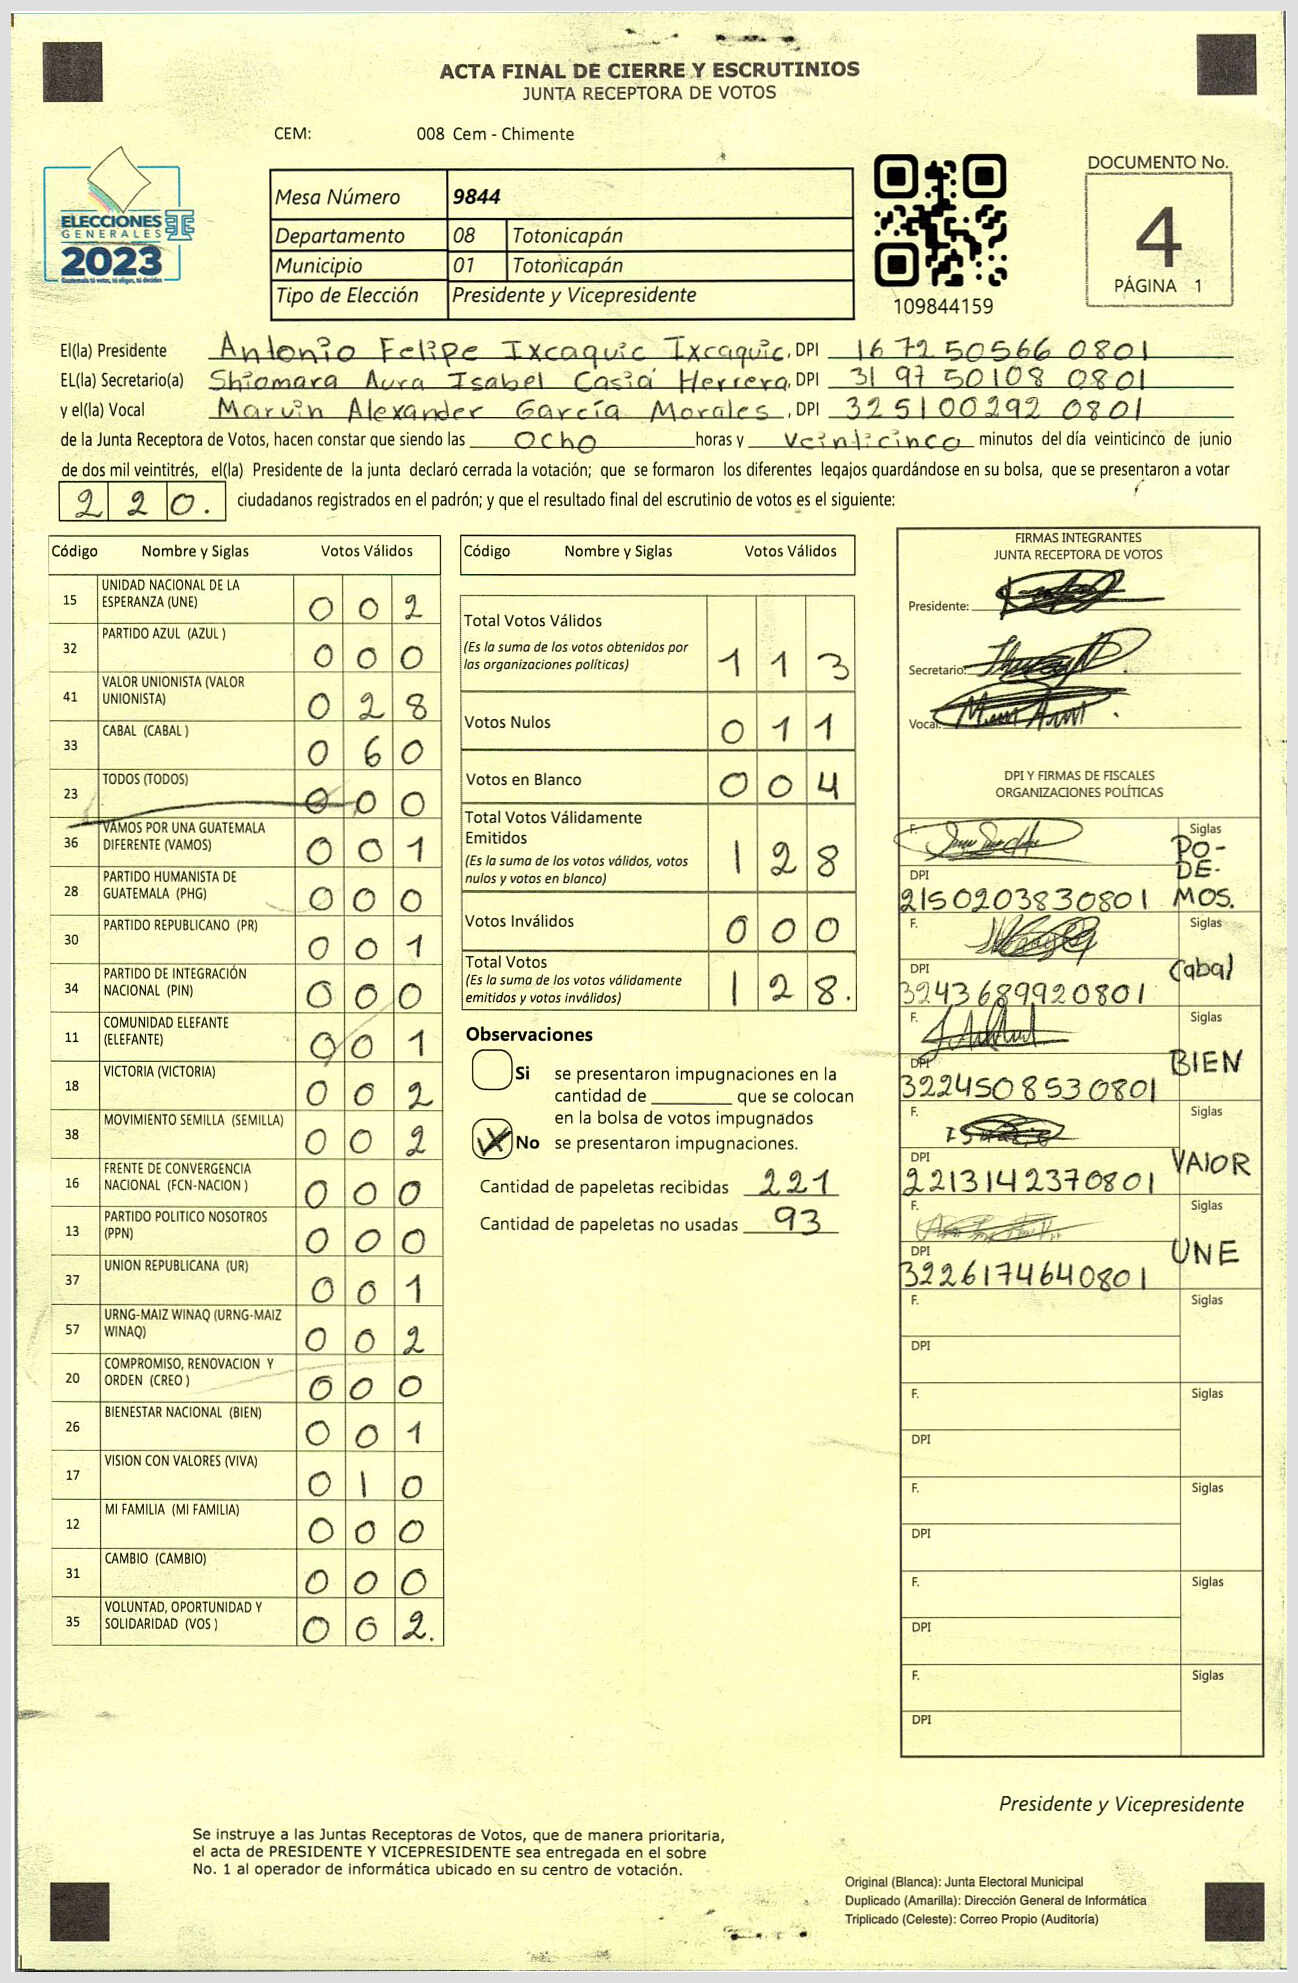 ACTA FINAL DE CIERRE Y ESCRUTINIOS
JUNTA RECEPTORA DE VOTOS
CEM: 008 Cem - Chimente
ELECCIONES
GENERALES
2023
Mesa Número 9844
Departamento 08 Totonicapán
Municipio 01 Totonicapán
Tipo de Elección Presidente y Vicepresidente
109844159
DOCUMENTO No.
4
PÁGINA 1
El(la) Presidente Antonio Felipe Ixcaquic Ixcaquic, DPI 16 72 50566 0801
EL(la) Secretario(a) Shiomara Aura Isabel Casiá Herrera, DPI 31 97 50108 0801
y el(la) Vocal Marvin Alexander García Morales, DPI 325100292 0801
de la Junta Receptora de Votos, hacen constar que siendo las ocho horas y veinticinco minutos del día veinticinco de junio
de dos mil veintitrés, el(la) Presidente de la junta declaró cerrada la votación; que se formaron los diferentes legajos quardándose en su bolsa, que se presentaron a votar
220. ciudadanos registrados en el padrón; y que el resultado final del escrutinio de votos es el siguiente:
Código Nombre y Siglas Votos Válidos
15 UNIDAD NACIONAL DE LA
ESPERANZA (UNE) 0 0 2
32 PARTIDO AZUL (AZUL ) 0 0 0
41 VALOR UNIONISTA (VALOR
UNIONISTA) 0 2 8
33 CABAL (CABAL ) 0 6 0
23 TODOS (TODOS) 0 0 0
36 VAMOS POR UNA GUATEMALA
DIFERENTE (VAMOS) 0 0 1
28 PARTIDO HUMANISTA DE
GUATEMALA (PHG) 0 0 0
30 PARTIDO REPUBLICANO (PR) 0 0 1
34 PARTIDO DE INTEGRACIÓN
NACIONAL (PIN) 0 0 0
11 COMUNIDAD ELEFANTE
(ELEFANTE) 0 0 1
18 VICTORIA (VICTORIA) 0 0 2
38 MOVIMIENTO SEMILLA (SEMILLA) 0 0 2
16 FRENTE DE CONVERGENCIA
NACIONAL (FCN-NACION ) 0 0 0
13 PARTIDO POLITICO NOSOTROS
(PPN) 0 0 0
37 UNION REPUBLICANA (UR) 0 0 1
57 URNG-MAIZ WINAQ (URNG-MAIZ
WINAQ) 0 0 2
20 COMPROMISO, RENOVACION Y
ORDEN (CREO ) 0 0 0
26 BIENESTAR NACIONAL (BIEN) 0 0 1
17 VISION CON VALORES (VIVA) 0 1 0
12 MI FAMILIA (MI FAMILIA) 0 0 0
31 CAMBIO (CAMBIO) 0 0 0
35 VOLUNTAD, OPORTUNIDAD Y
SOLIDARIDAD (VOS ) 0 0 2.
Código Nombre y Siglas Votos Válidos
Total Votos Válidos
(Es la suma de los votos obtenidos por
las organizaciones políticas) 1 1 3
Votos Nulos 0 1 1
Votos en Blanco 0 0 4
Total Votos Válidamente
Emitidos
(Es la suma de los votos válidos, votos
nulos y votos en blanco) 1 2 8
Votos Inválidos 0 0 0
Total Votos
(Es la suma de los votos válidamente
emitidos y votos inválidos) 1 2 8.
Observaciones
Si se presentaron impugnaciones en la
cantidad de ________ que se colocan
en la bolsa de votos impugnados
No se presentaron impugnaciones.
Cantidad de papeletas recibidas 221
Cantidad de papeletas no usadas 93
FIRMAS INTEGRANTES
JUNTA RECEPTORA DE VOTOS
Presidente:
Secretario:
Vocal:
DPI Y FIRMAS DE FISCALES
ORGANIZACIONES POLÍTICAS
F. Siglas
PO-
DE-
MOS.
DPI
2150203830801
F. Siglas
Cabal
DPI
3243689920801
F. Siglas
BIEN
DPI
3224508530801
F. Siglas
VAlOR
DPI
2213142370801
F. Siglas
UNE
DPI
3226174640801
F. Siglas
DPI
F. Siglas
DPI
F. Siglas
DPI
F. Siglas
DPI
F. Siglas
DPI
Presidente y Vicepresidente
Se instruye a las Juntas Receptoras de Votos, que de manera prioritaria,
el acta de PRESIDENTE Y VICEPRESIDENTE sea entregada en el sobre
No. 1 al operador de informática ubicado en su centro de votación.
Original (Blanca): Junta Electoral Municipal
Duplicado (Amarilla): Dirección General de Informática
Triplicado (Celeste): Correo Propio (Auditoría)